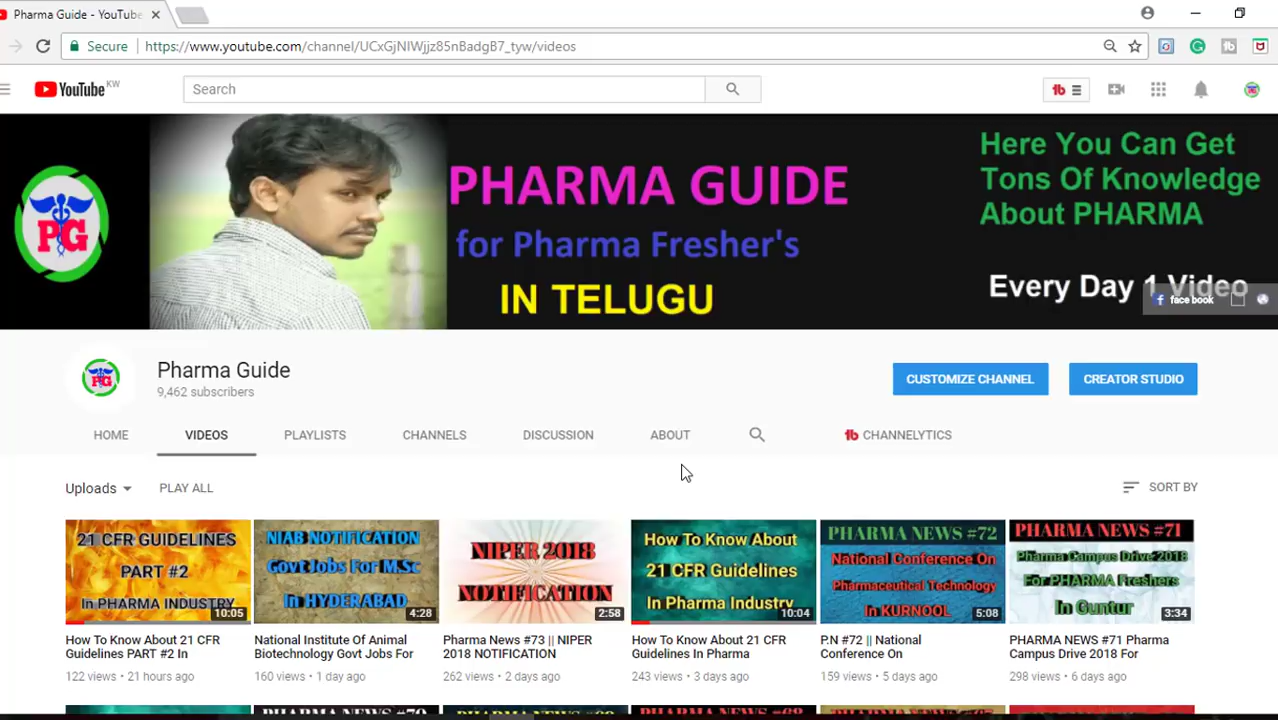 Pharma Guide - YouTube
Secure
https://www.youtube.com/channel/UCxGjNIWjjz85nBadgB7_tyw/videos
YouTube KW
Search
PG
PHARMA GUIDE
for Pharma Fresher's
IN TELUGU
Here You Can Get
Tons Of Knowledge
About PHARMA
Every Day 1 Video
face book
PG
Pharma Guide
9,462 subscribers
CUSTOMIZE CHANNEL
CREATOR STUDIO
HOME
VIDEOS
PLAYLISTS
CHANNELS
DISCUSSION
ABOUT
CHANNELYTICS
Uploads
PLAY ALL
SORT BY
21 CFR GUIDELINES
PART #2
In PHARMA INDUSTRY
10:05
How To Know About 21 CFR
Guidelines PART #2 In
122 views • 21 hours ago
NIAB NOTIFICATION
Govt Jobs For M.Sc
In HYDERABAD
4:28
National Institute Of Animal
Biotechnology Govt Jobs For
160 views • 1 day ago
NIPER 2018
NOTIFICATION
2:58
Pharma News #73 || NIPER
2018 NOTIFICATION
262 views • 2 days ago
How To Know About
21 CFR Guidelines
In Pharma Industry
10:04
How To Know About 21 CFR
Guidelines In Pharma
243 views • 3 days ago
PHARMA NEWS #72
National Conference On
Pharmaceutical Technology
In KURNOOL
5:08
P.N #72 || National
Conference On
159 views • 5 days ago
PHARMA NEWS #71
Pharma Campus Drive 2018
For PHARMA Freshers
In Guntur
3:34
PHARMA NEWS #71 Pharma
Campus Drive 2018 For
298 views • 6 days ago